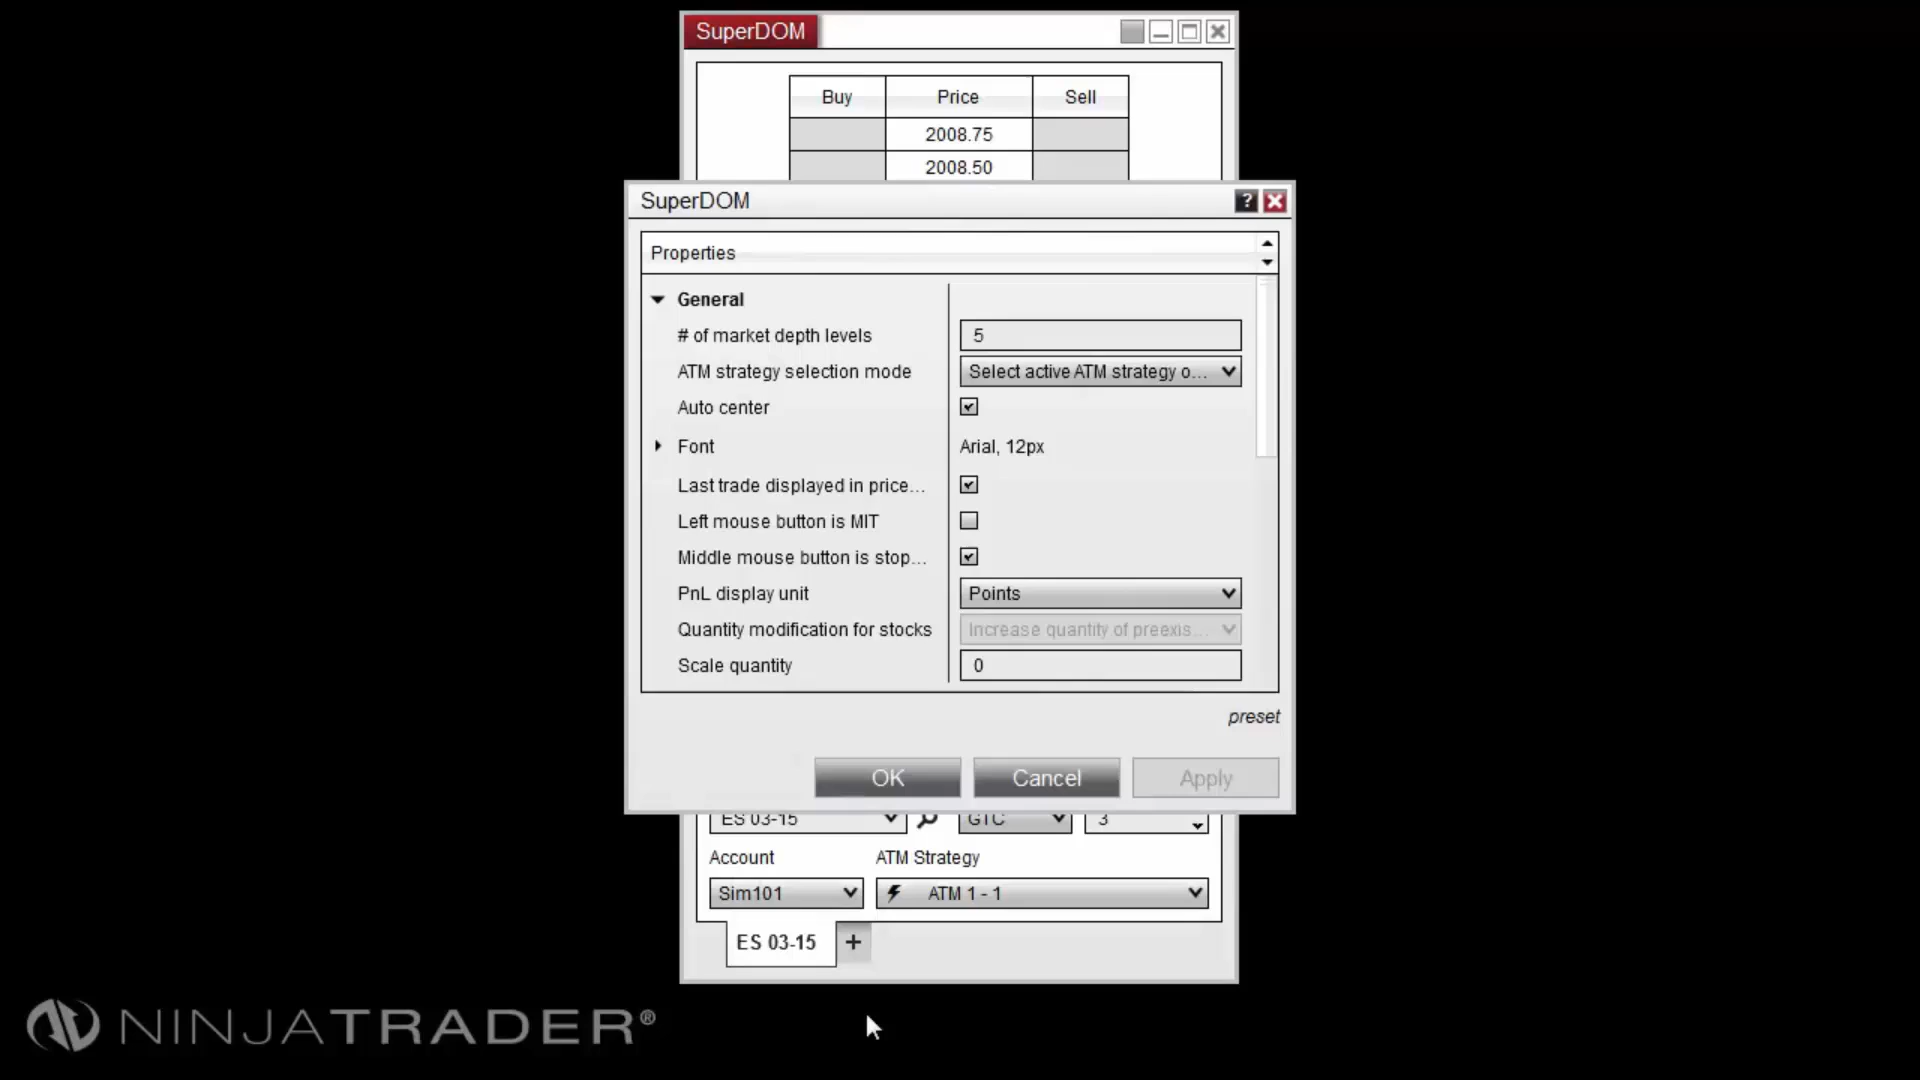 SuperDOM
Buy Price Sell
2008.75
2008.50
SuperDOM
?
Properties
General
# of market depth levels 5
ATM strategy selection mode Select active ATM strategy o...
Auto center
Font Arial, 12px
Last trade displayed in price...
Left mouse button is MIT
Middle mouse button is stop...
PnL display unit Points
Quantity modification for stocks Increase quantity of preexis...
Scale quantity 0
preset
OK Cancel Apply
ES 03-15 GTC 3
Account ATM Strategy
Sim101 ATM 1 - 1
ES 03-15 +
NINJATRADER®